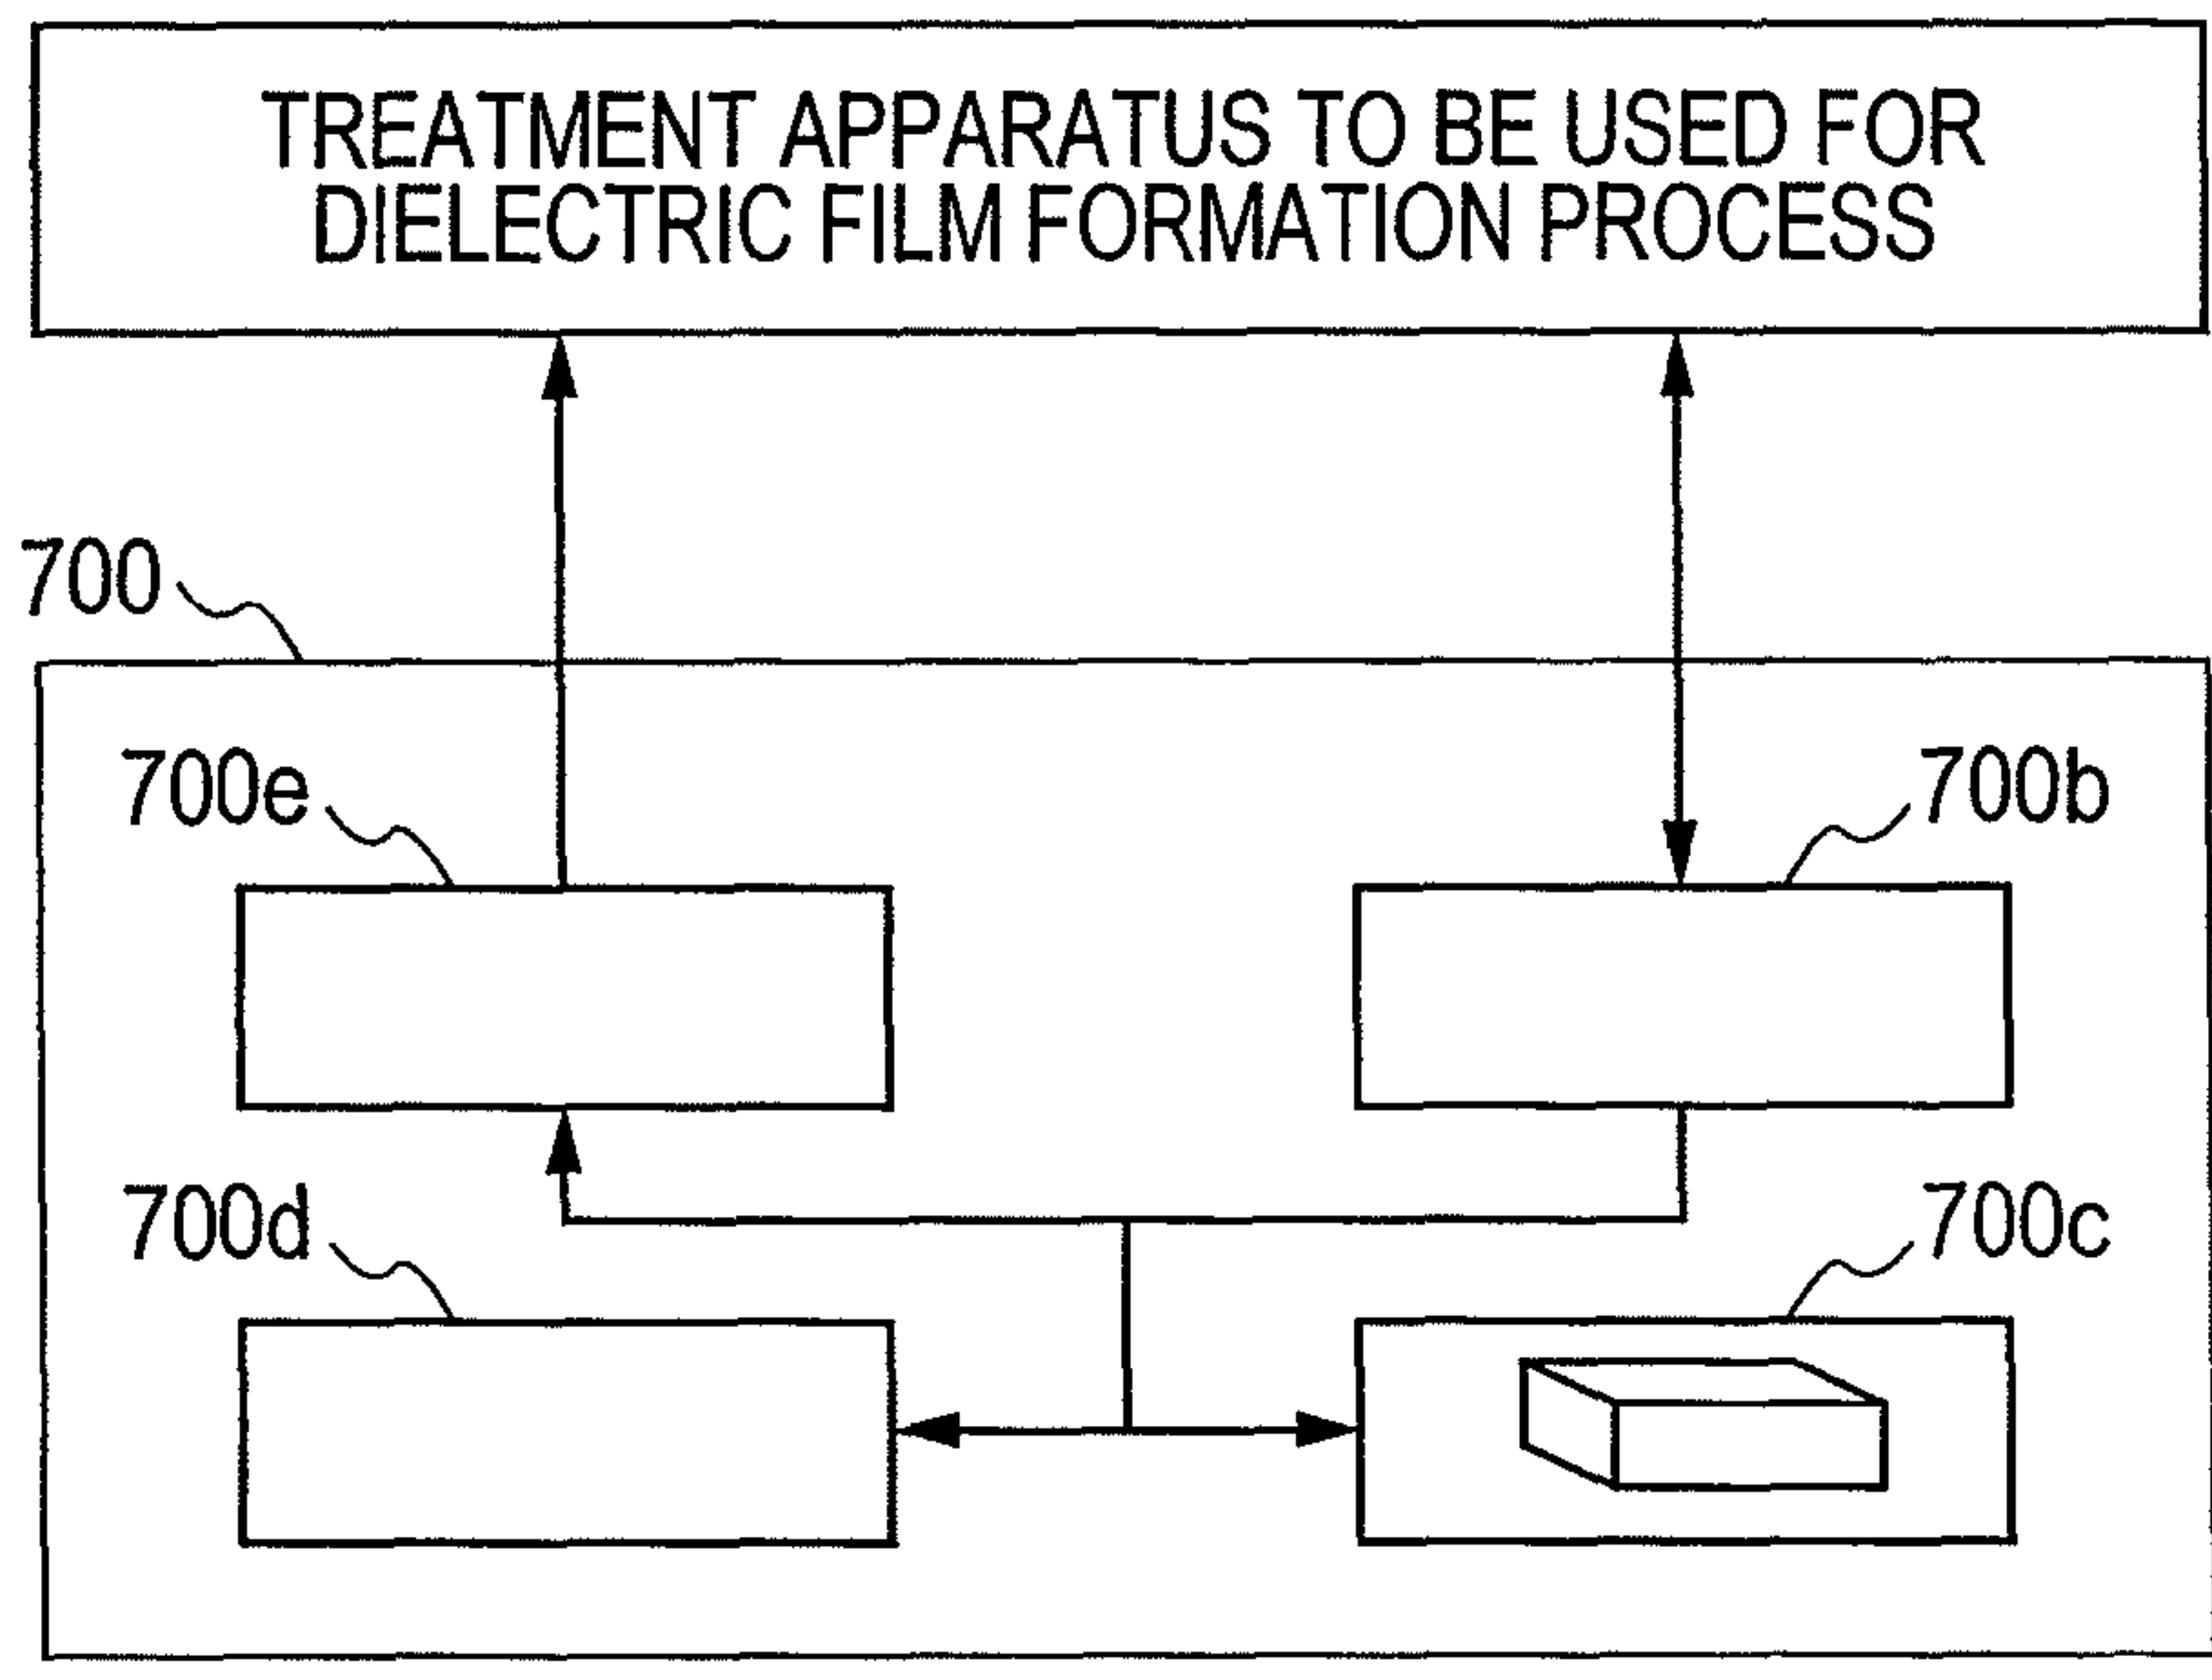 TREATMENT APPARATUS TO BE USED FOR
DIELECTRIC FILM FORMATION PROCESS
700
700e
700b
700d
700c